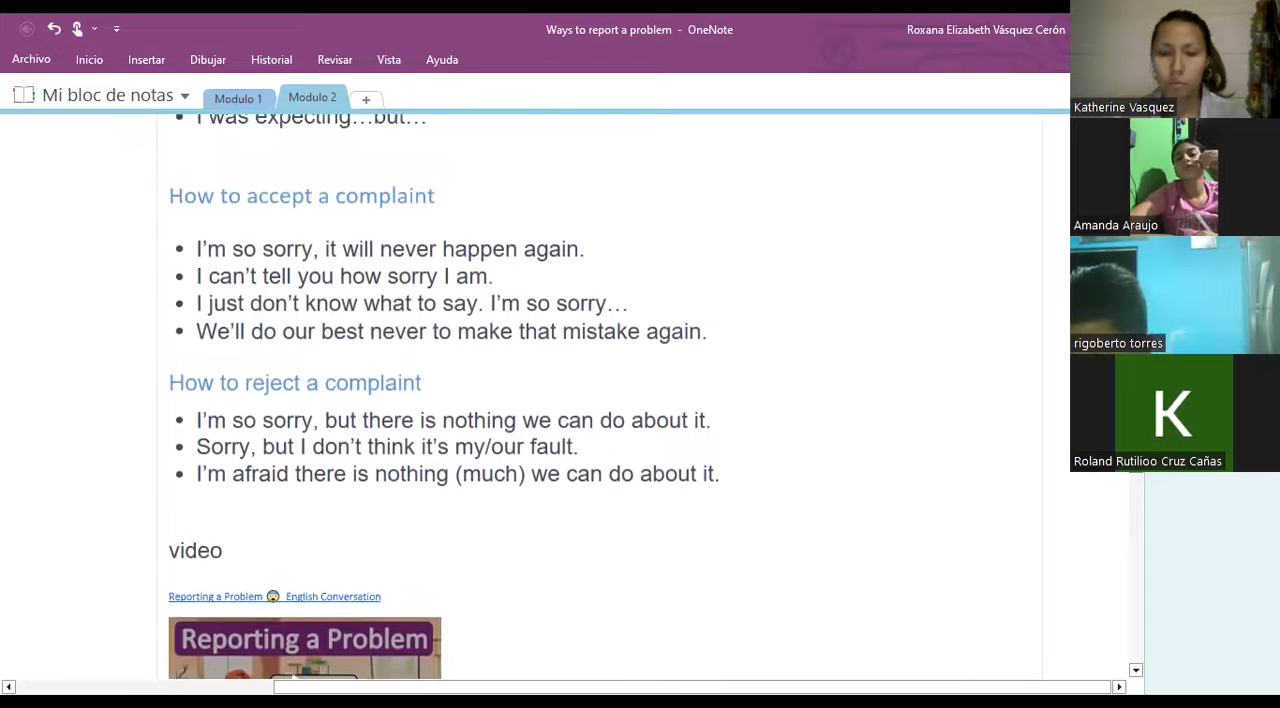 Ways to report a problem - OneNote
Roxana Elizabeth Vásquez Cerón
Archivo Inicio Insertar Dibujar Historial Revisar Vista Ayuda
Mi bloc de notas Modulo 1 Modulo 2 +
• I was expecting…but…
How to accept a complaint
• I'm so sorry, it will never happen again.
• I can't tell you how sorry I am.
• I just don't know what to say. I'm so sorry…
• We'll do our best never to make that mistake again.
How to reject a complaint
• I'm so sorry, but there is nothing we can do about it.
• Sorry, but I don't think it's my/our fault.
• I'm afraid there is nothing (much) we can do about it.
video
Reporting a Problem 😨 English Conversation
Reporting a Problem
Katherine Vasquez
Amanda Araujo
rigoberto torres
K
Roland Rutilioo Cruz Cañas